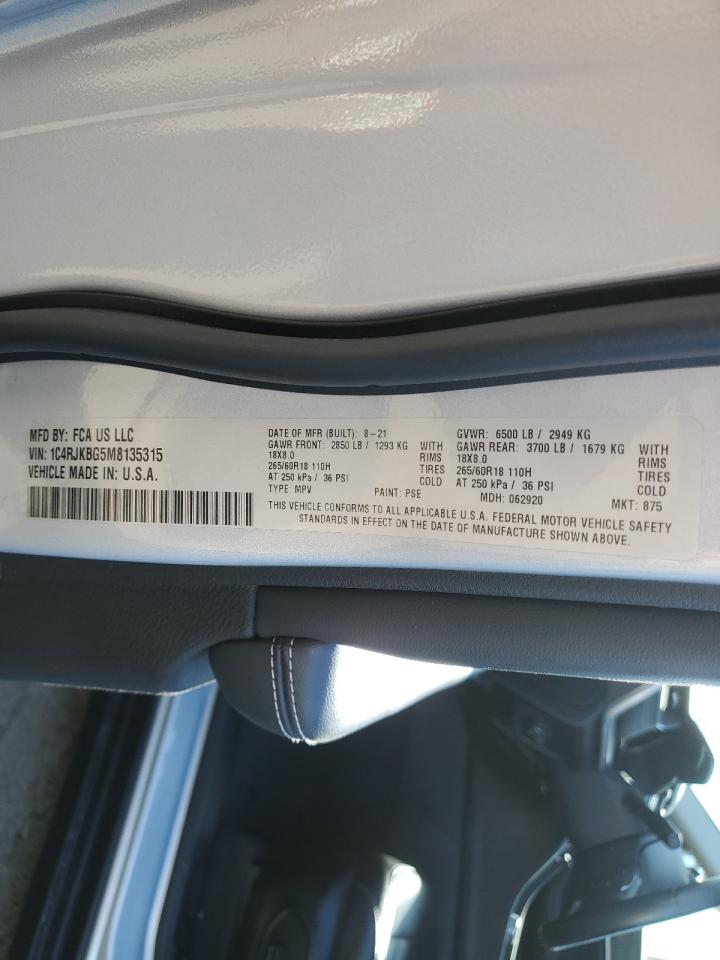 MFD BY: FCA US LLC
VIN: 1C4RJKBG5M8135315
VEHICLE MADE IN: U.S.A.
DATE OF MFR (BUILT): 8-21
GAWR FRONT: 2850 LB / 1293 KG WITH
18X8.0 RIMS
265/60R18 110H TIRES
AT 250 kPa / 36 PSI COLD
TYPE: MPV PAINT: PSE
GVWR: 6500 LB / 2949 KG
GAWR REAR: 3700 LB / 1679 KG WITH
18X8.0 RIMS
265/60R18 110H TIRES
AT 250 kPa / 36 PSI COLD
MDH: 062920 MKT: 875
THIS VEHICLE CONFORMS TO ALL APPLICABLE U.S.A. FEDERAL MOTOR VEHICLE SAFETY
STANDARDS IN EFFECT ON THE DATE OF MANUFACTURE SHOWN ABOVE.